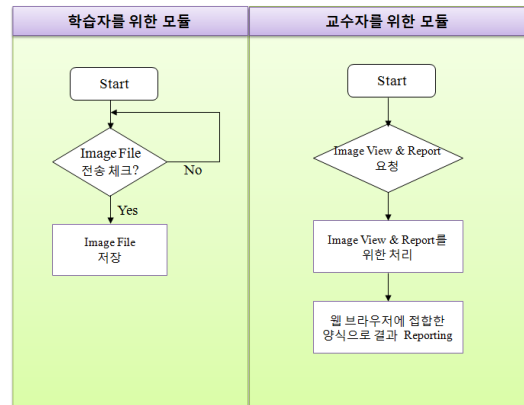 학습자를 위한 모듈
Start
Image File
전송 체크?
No
Yes
Image File
저장
교수자를 위한 모듈
Start
Image View & Report
요청
Image View & Report를
위한 처리
웹 브라우저에 접합한
양식으로 결과 Reporting